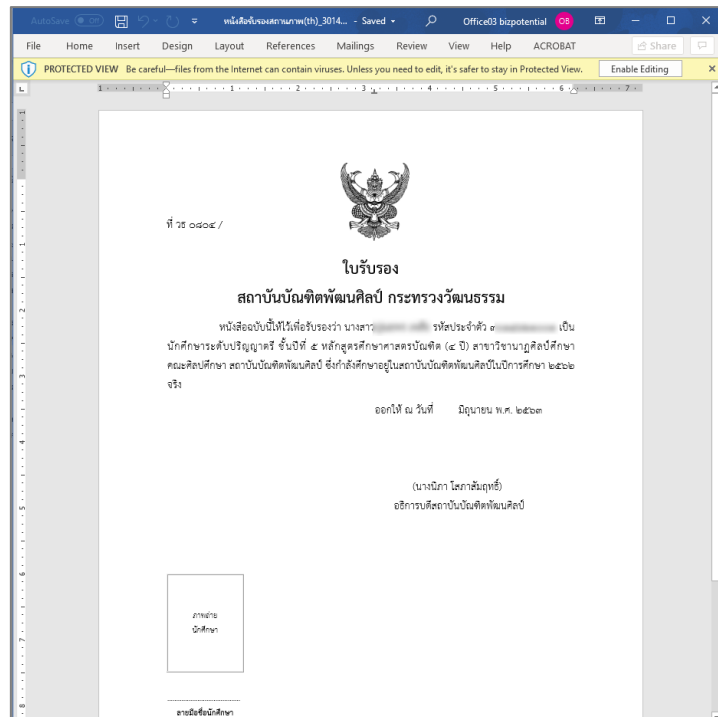 AutoSave Off หนังสือรับรองสถานภาพ(th)_3014... - Saved Office03 bizpotential OB
File Home Insert Design Layout References Mailings Review View Help ACROBAT Share
PROTECTED VIEW Be careful—files from the Internet can contain viruses. Unless you need to edit, it's safer to stay in Protected View. Enable Editing
1 1 2 3 4 5 6 7
ที่ วธ ๐๘๐๔ /
ใบรับรอง
สถาบันบัณฑิตพัฒนศิลป์ กระทรวงวัฒนธรรม
หนังสือฉบับนี้ให้ไว้เพื่อรับรองว่า นางสาว รหัสประจำตัว เป็น
นักศึกษาระดับปริญญาตรี ชั้นปีที่ ๕ หลักสูตรศึกษาศาสตรบัณฑิต (๔ ปี) สาขาวิชานาฏศิลป์ศึกษา
คณะศิลปศึกษา สถาบันบัณฑิตพัฒนศิลป์ ซึ่งกำลังศึกษาอยู่ในสถาบันบัณฑิตพัฒนศิลป์ในปีการศึกษา ๒๕๖๒
จริง
ออกให้ ณ วันที่ มิถุนายน พ.ศ. ๒๕๖๓
(นางนิภา โสภาสัมฤทธิ์)
อธิการบดีสถาบันบัณฑิตพัฒนศิลป์
ภาพถ่าย
นักศึกษา
ลายมือชื่อนักศึกษา